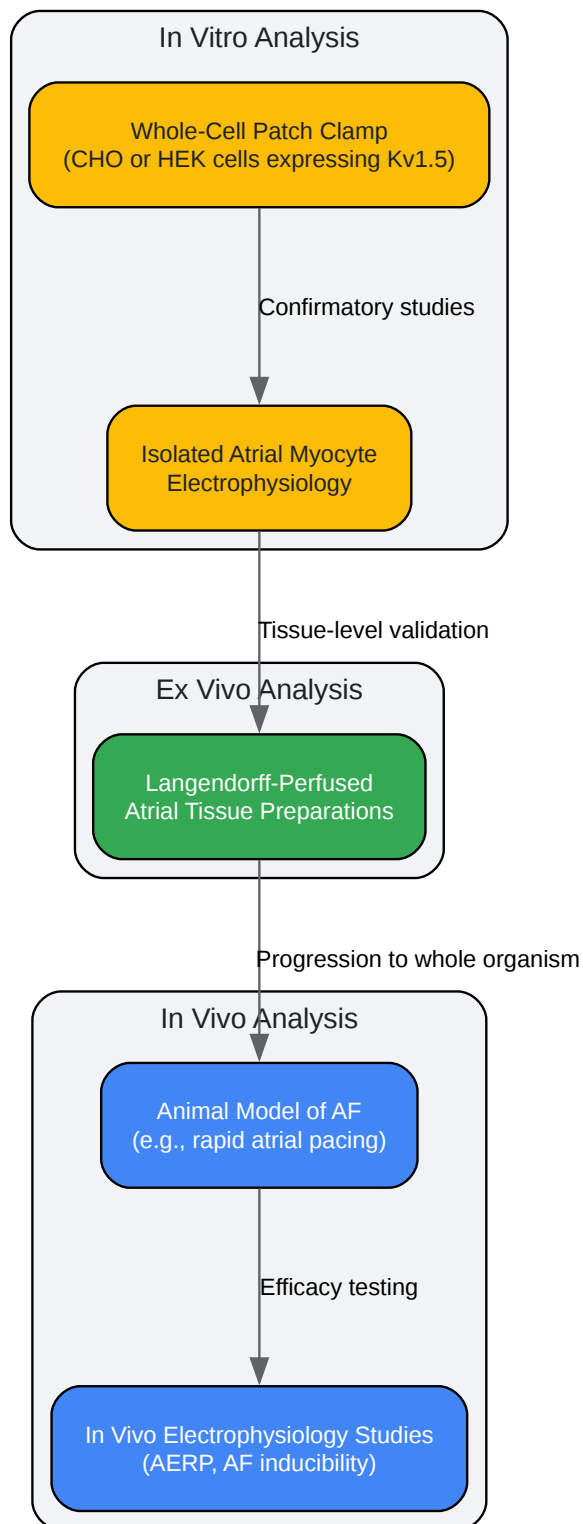 In Vitro Analysis
Whole-Cell Patch Clamp
(CHO or HEK cells expressing Kv1.5)
Confirmatory studies
Isolated Atrial Myocyte
Electrophysiology
Tissue-level validation
Ex Vivo Analysis
Langendorff-Perfused
Atrial Tissue Preparations
Progression to whole organism
In Vivo Analysis
Animal Model of AF
(e.g., rapid atrial pacing)
Efficacy testing
In Vivo Electrophysiology Studies
(AERP, AF inducibility)